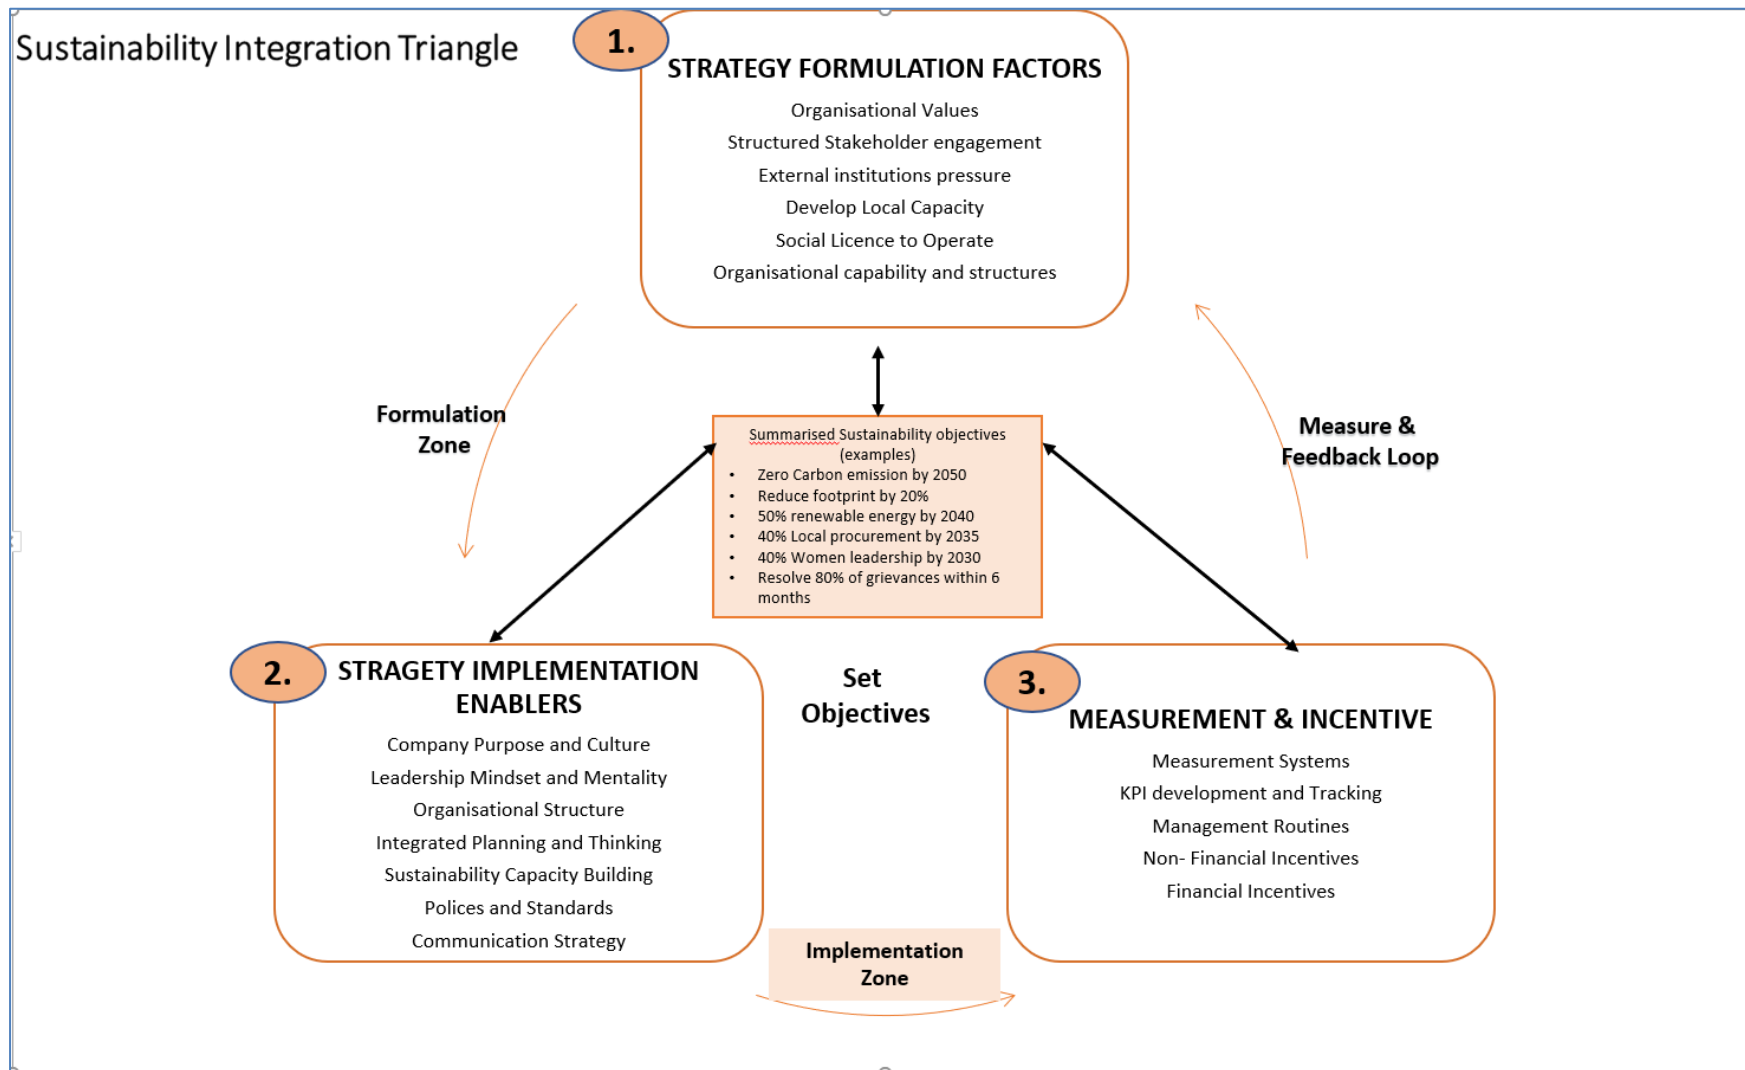 Sustainability Integration Triangle
1.
STRATEGY FORMULATION FACTORS
Organisational Values
Structured Stakeholder engagement
External institutions pressure
Develop Local Capacity
Social Licence to Operate
Organisational capability and structures
Formulation
Zone
Measure &
Feedback Loop
Summarised Sustainability objectives
(examples)
• Zero Carbon emission by 2050
• Reduce footprint by 20%
• 50% renewable energy by 2040
• 40% Local procurement by 2035
• 40% Women leadership by 2030
• Resolve 80% of grievances within 6
months
2.
STRAGETY IMPLEMENTATION
ENABLERS
Company Purpose and Culture
Leadership Mindset and Mentality
Organisational Structure
Integrated Planning and Thinking
Sustainability Capacity Building
Polices and Standards
Communication Strategy
Set
Objectives
3.
MEASUREMENT & INCENTIVE
Measurement Systems
KPI development and Tracking
Management Routines
Non- Financial Incentives
Financial Incentives
Implementation
Zone